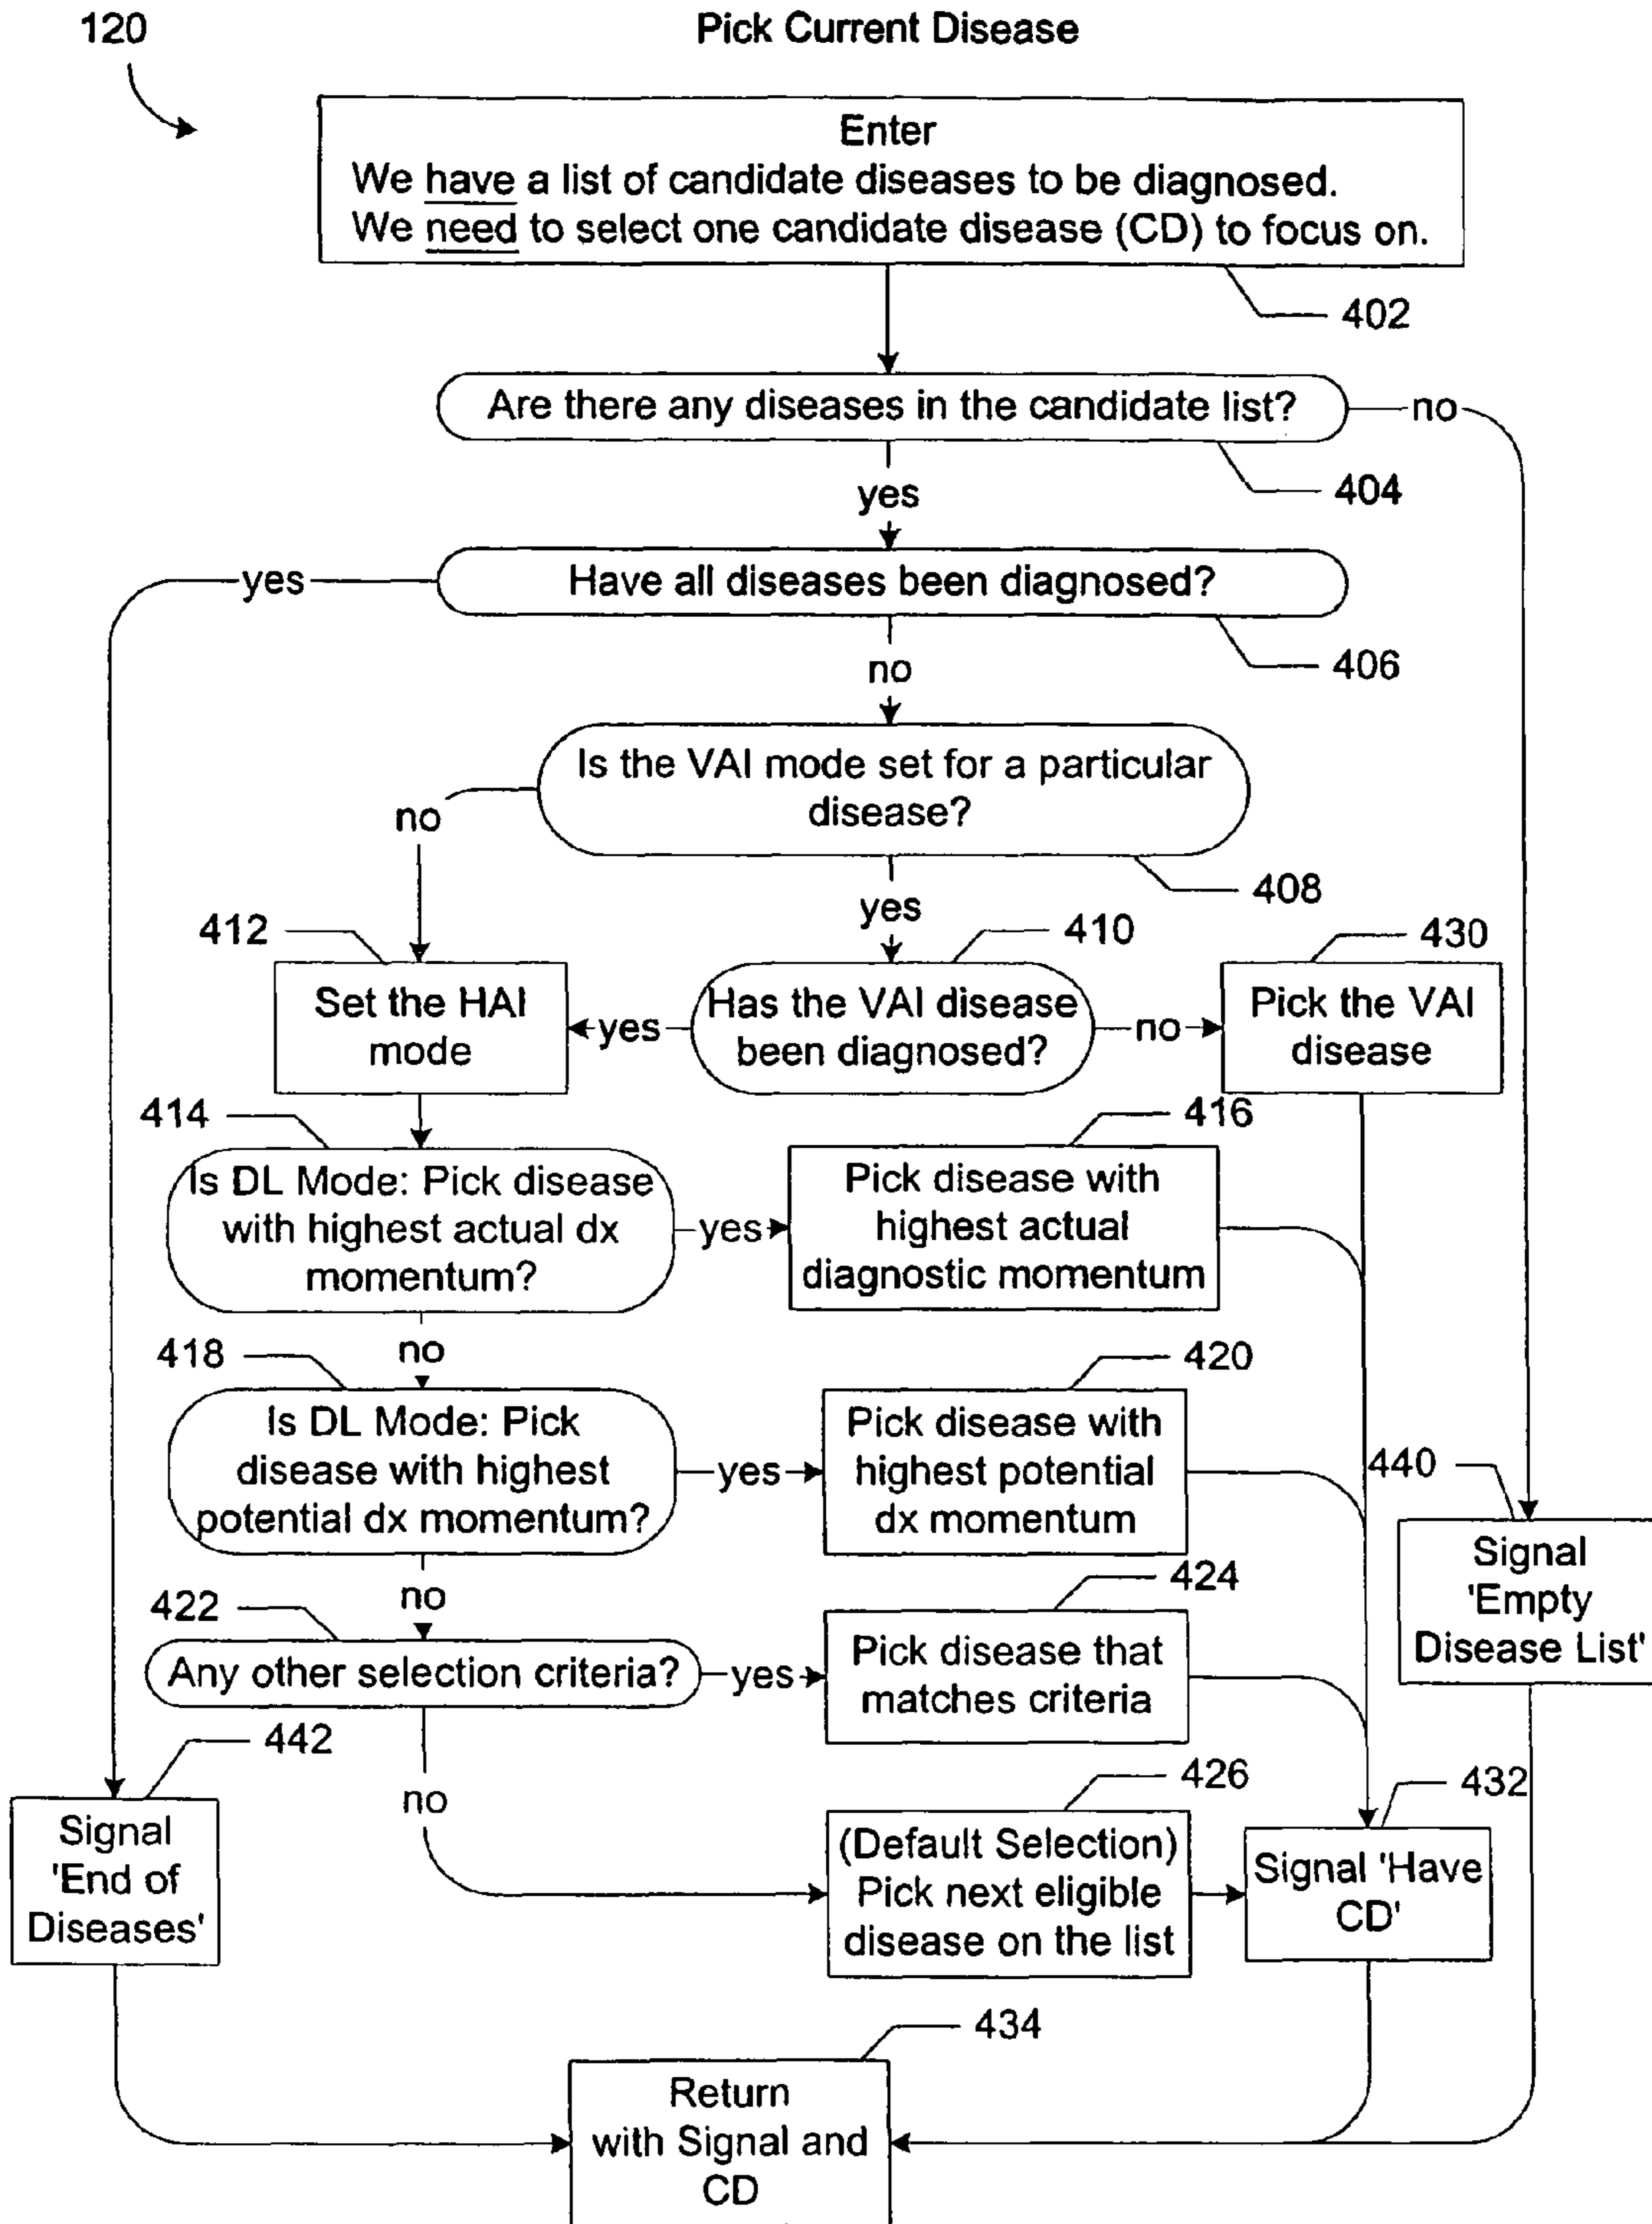 120
Pick Current Disease
Enter
We have a list of candidate diseases to be diagnosed.
We need to select one candidate disease (CD) to focus on.
402
Are there any diseases in the candidate list?
no
404
yes
Have all diseases been diagnosed?
yes
406
no
Is the VAI mode set for a particular
disease?
no
408
yes
412
410
430
Set the HAI
mode
yes
Has the VAI disease
been diagnosed?
no
Pick the VAI
disease
414
416
Is DL Mode: Pick disease
with highest actual dx
momentum?
yes
Pick disease with
highest actual
diagnostic momentum
no
418
420
Is DL Mode: Pick
disease with highest
potential dx momentum?
yes
Pick disease with
highest potential
dx momentum
440
Signal
'Empty
Disease List'
no
422
424
Any other selection criteria?
yes
Pick disease that
matches criteria
442
no
426
432
Signal
'End of
Diseases'
(Default Selection)
Pick next eligible
disease on the list
Signal 'Have
CD'
434
Return
with Signal and
CD